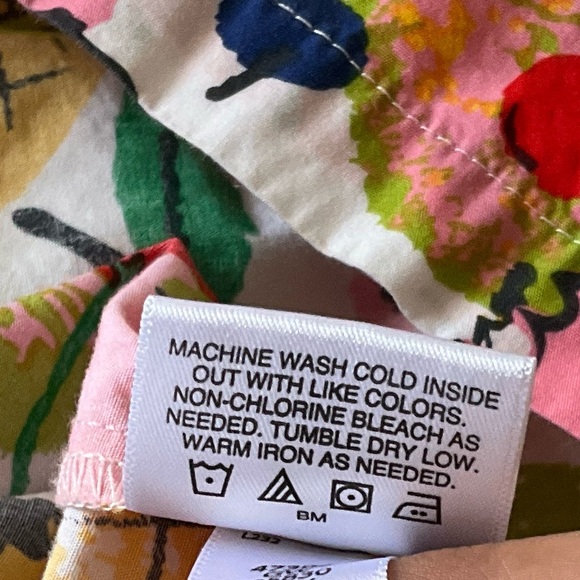 MACHINE WASH COLD INSIDE
OUT WITH LIKE COLORS.
NON-CHLORINE BLEACH AS
NEEDED. TUMBLE DRY LOW.
WARM IRON AS NEEDED.
BM